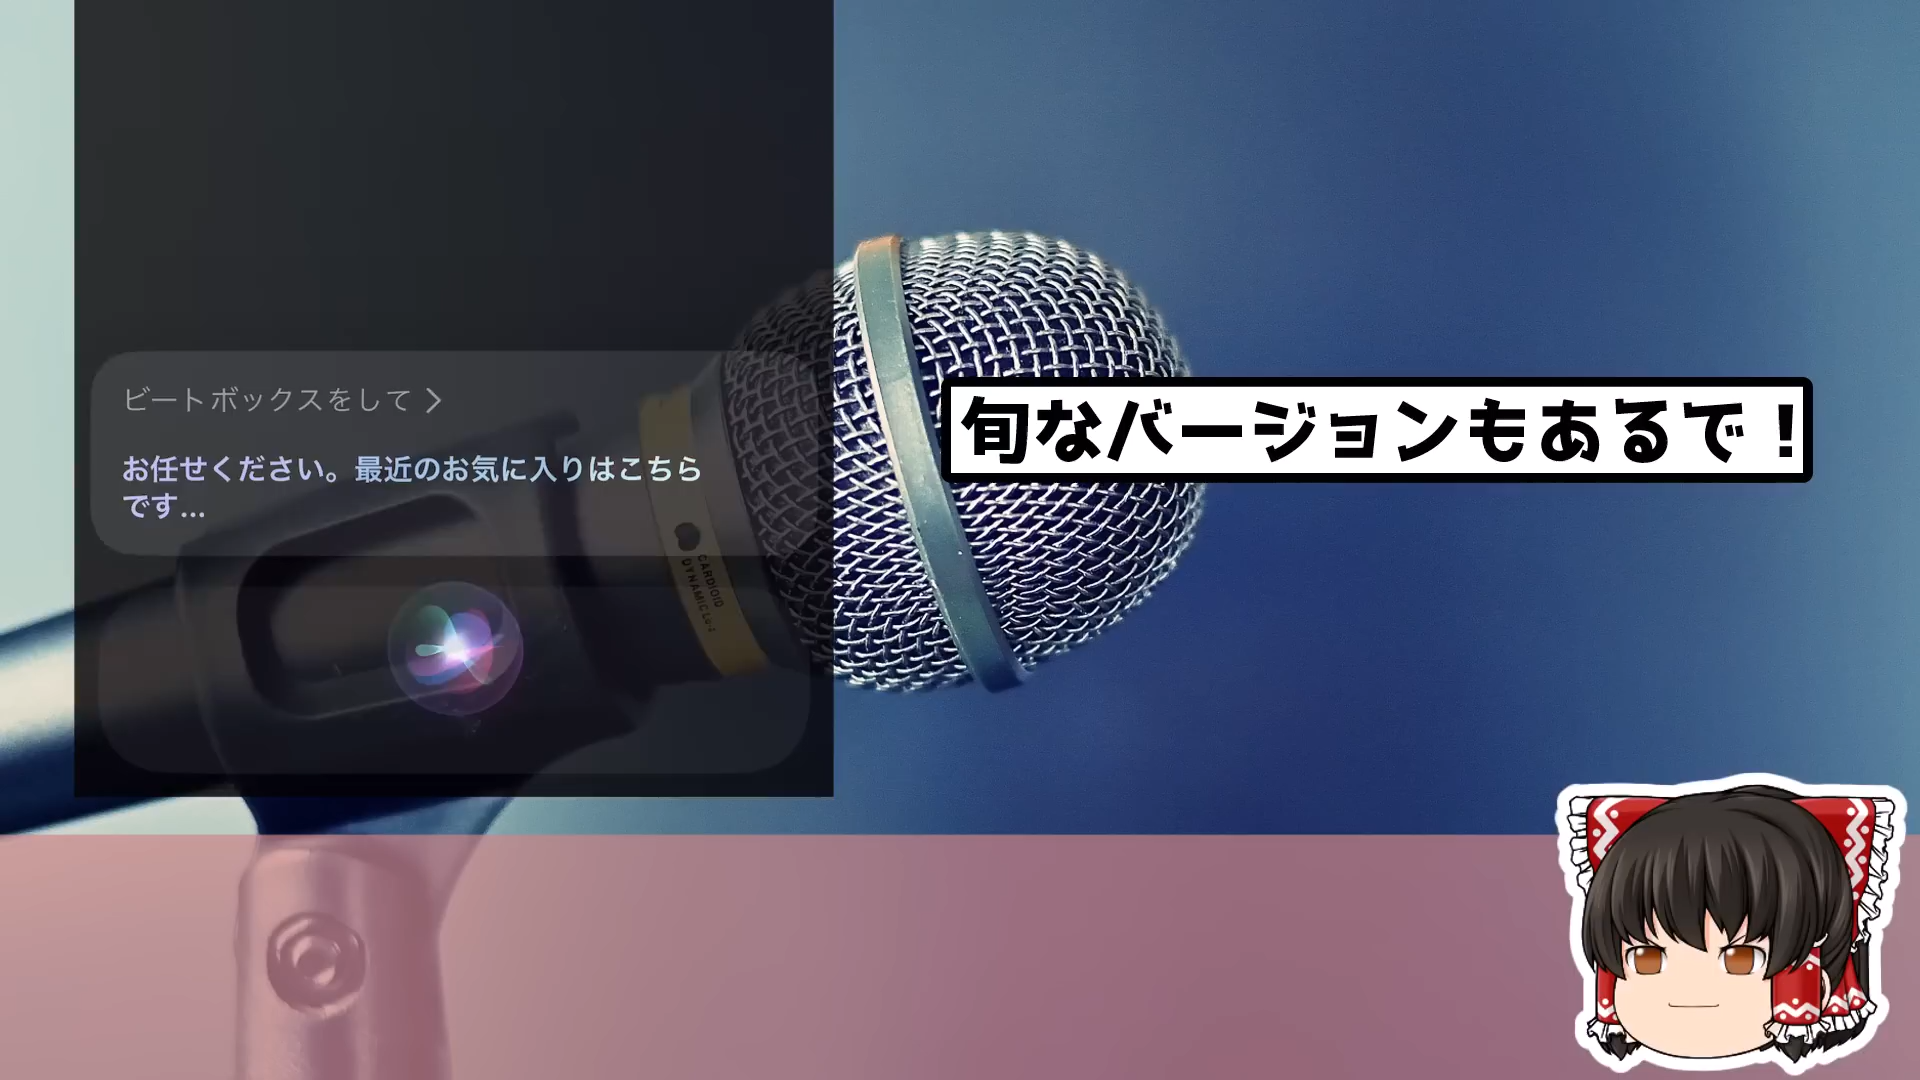 ビートボックスをして >
お任せください。最近のお気に入りはこちら
です...
旬なバージョンもあるで！
CARDIOID
DYNAMIC